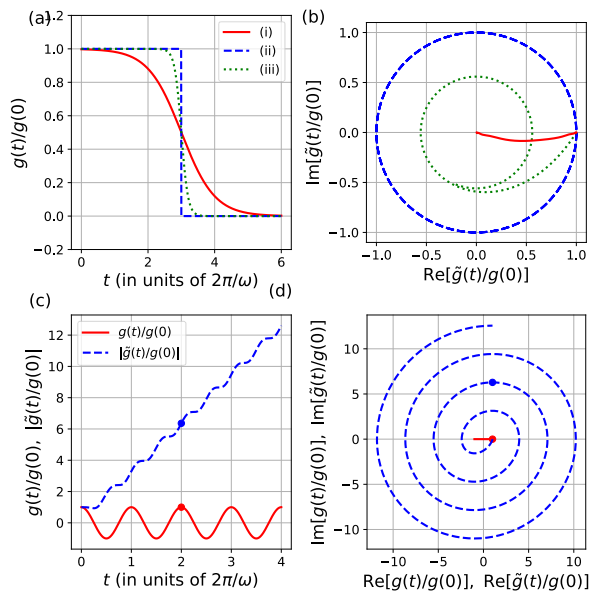 (a)
g(t)/g(0)
1.2
1.0
0.8
0.6
0.4
0.2
0.0
−0.2
0
2
4
6
t (in units of 2π/ω)
(i)
(ii)
(iii)
(b)
Im[g̃(t)/g(0)]
1.0
0.5
0.0
−0.5
−1.0
−1.0
−0.5
0.0
0.5
1.0
Re[g̃(t)/g(0)]
(c)
g(t)/g(0), |g̃(t)/g(0)|
12
10
8
6
4
2
0
0
1
2
3
4
t (in units of 2π/ω)
g(t)/g(0)
|g̃(t)/g(0)|
(d)
Im[g(t)/g(0)], Im[g̃(t)/g(0)]
10
5
0
−5
−10
−10
−5
0
5
10
Re[g(t)/g(0)], Re[g̃(t)/g(0)]